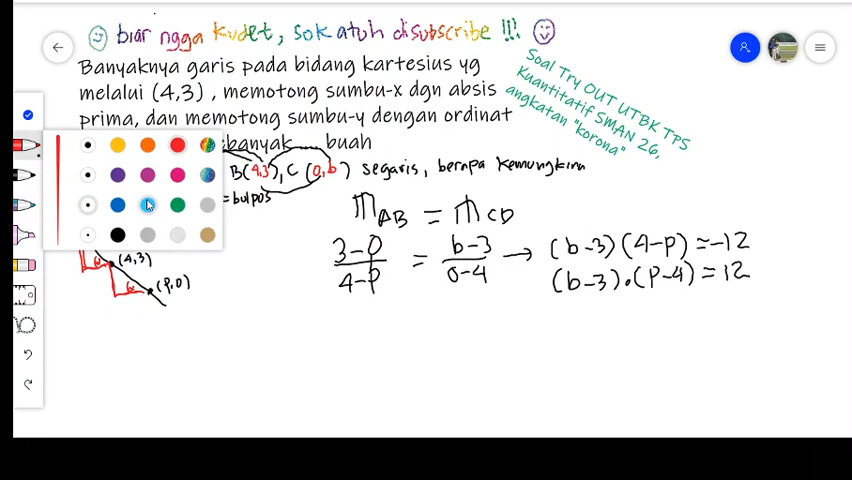 biar ngga kudet, sok atuh disubscribe !!!
Banyaknya garis pada bidang kartesius yg
melalui (4,3) , memotong sumbu-x dgn absis
prima, dan memotong sumbu-y dengan ordinat
banyak buah
Soal Try OUT UTBK TPS
Kuantitatif SMAN 26,
angkatan "korona"
B(4,3), C (0,b) segaris, berapa kemungkinan
= bulpos
m AB = m CD
3-0 / 4-p = b-3 / 0-4 → (b-3)(4-p) = -12
(b-3).(p-4) = 12
(4,3)
(p,0)